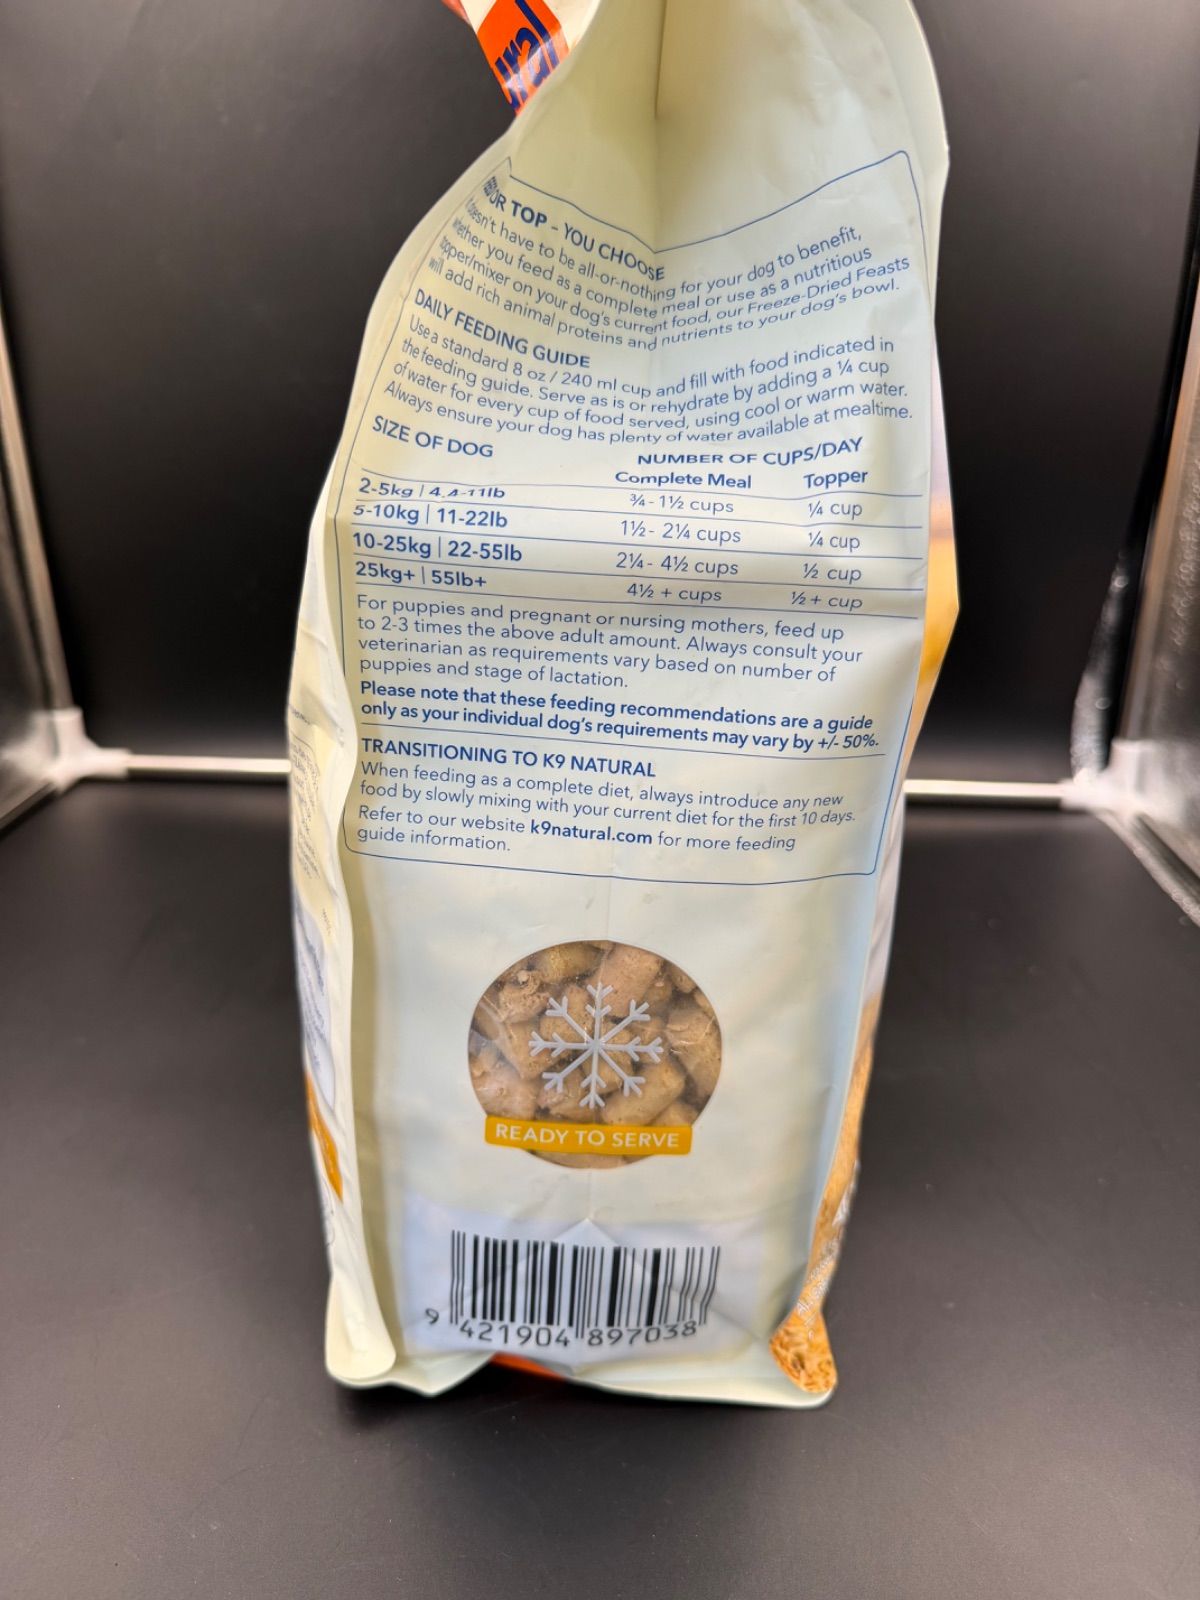 ural
FEED OR TOP - YOU CHOOSE
It doesn't have to be all-or-nothing for your dog to benefit,
whether you feed as a complete meal or use as a nutritious
topper/mixer on your dog's current food, our Freeze-Dried Feasts
will add rich animal proteins and nutrients to your dog's bowl.
DAILY FEEDING GUIDE
Use a standard 8 oz / 240 ml cup and fill with food indicated in
the feeding guide. Serve as is or rehydrate by adding a ¼ cup
of water for every cup of food served, using cool or warm water.
Always ensure your dog has plenty of water available at mealtime.
SIZE OF DOG NUMBER OF CUPS/DAY
Complete Meal Topper
2-5kg | 4.4-11lb ¾ - 1½ cups ¼ cup
5-10kg | 11-22lb 1½ - 2¼ cups ¼ cup
10-25kg | 22-55lb 2¼ - 4½ cups ½ cup
25kg+ | 55lb+ 4½ + cups ½ + cup
For puppies and pregnant or nursing mothers, feed up
to 2-3 times the above adult amount. Always consult your
veterinarian as requirements vary based on number of
puppies and stage of lactation.
Please note that these feeding recommendations are a guide
only as your individual dog's requirements may vary by +/- 50%.
TRANSITIONING TO K9 NATURAL
When feeding as a complete diet, always introduce any new
food by slowly mixing with your current diet for the first 10 days.
Refer to our website k9natural.com for more feeding
guide information.
READY TO SERVE
9 421904 897038